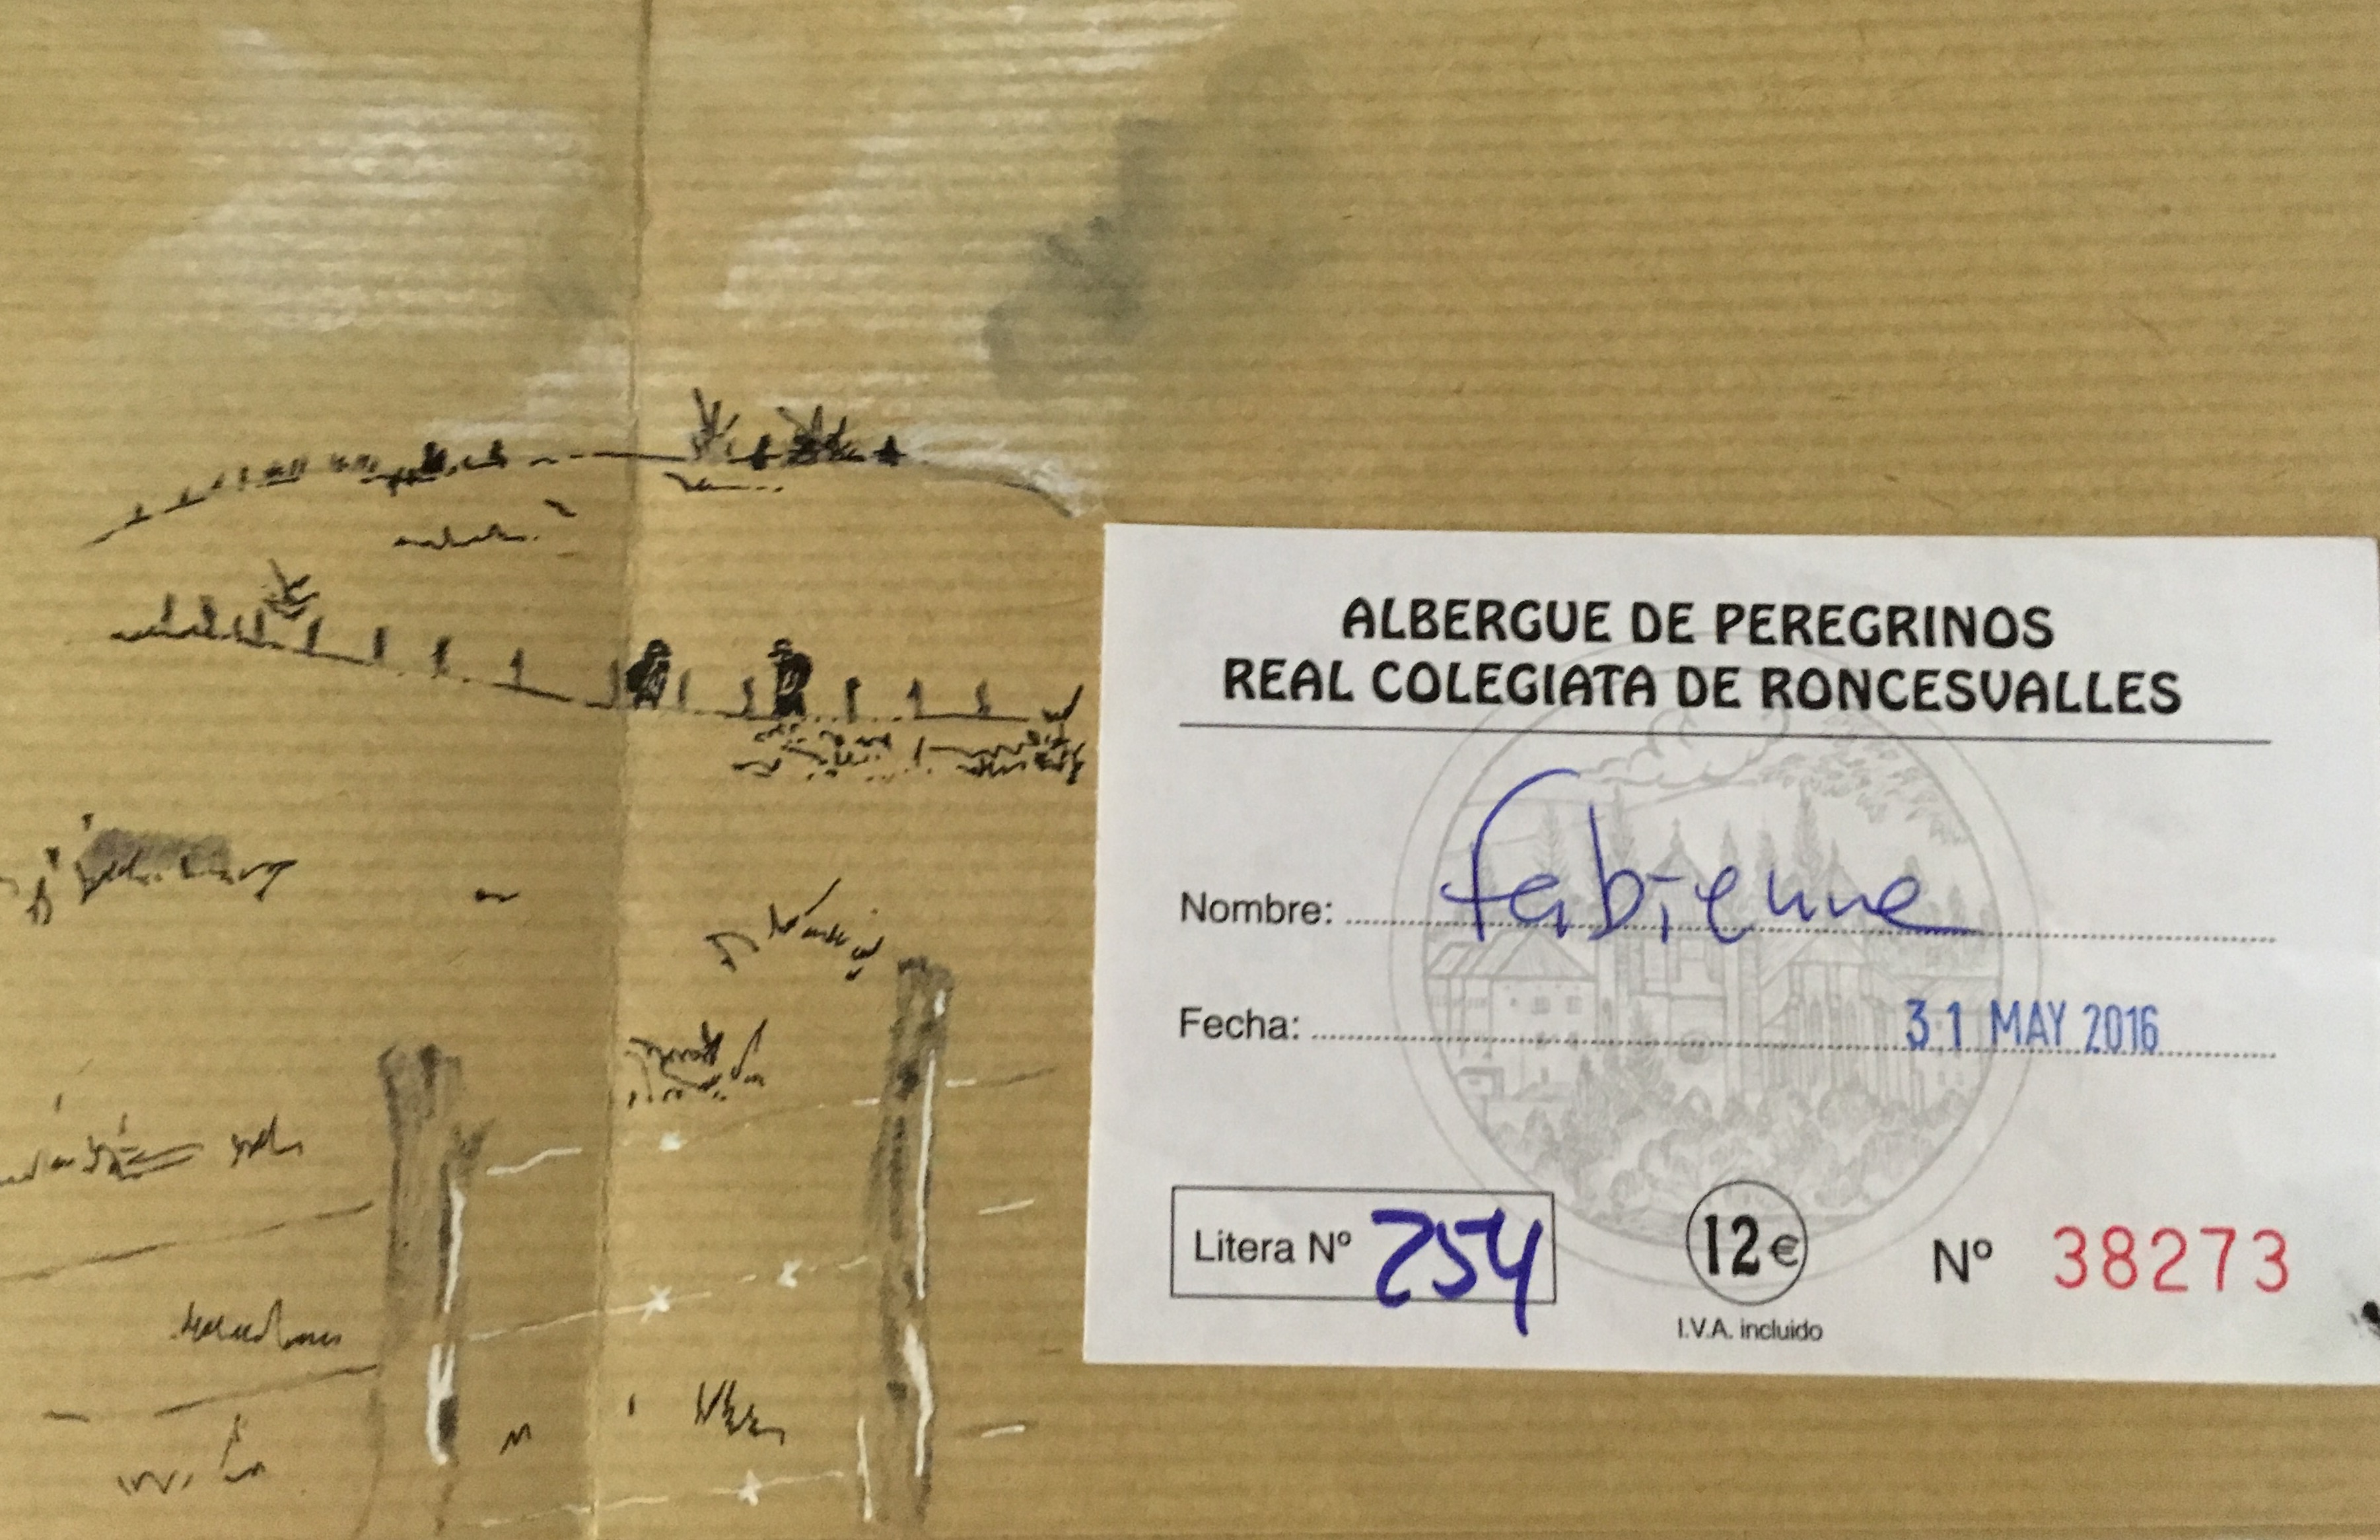 ALBERGUE DE PEREGRINOS
REAL COLEGIATA DE RONCESVALLES
Nombre: fabienne
Fecha: 31 MAY 2016
Litera Nº 254
12€
I.V.A. incluido
Nº 38273